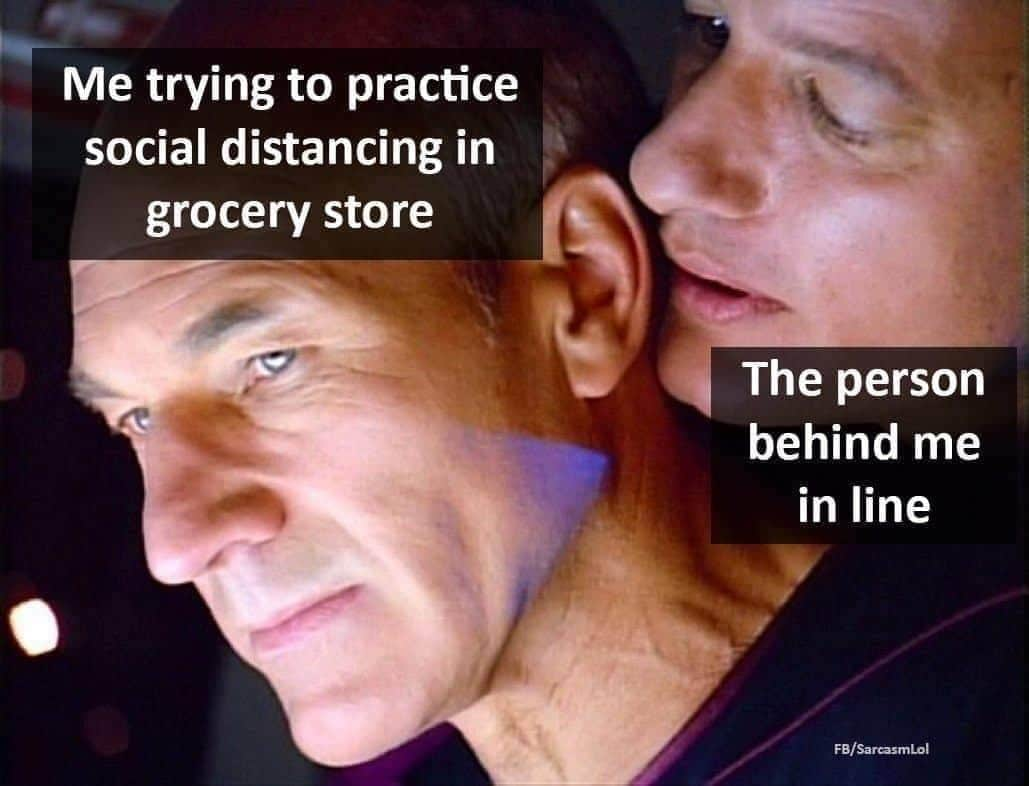 Me trying to practice
social distancing in
grocery store
The person
behind me
in line
FB/SarcasmLol